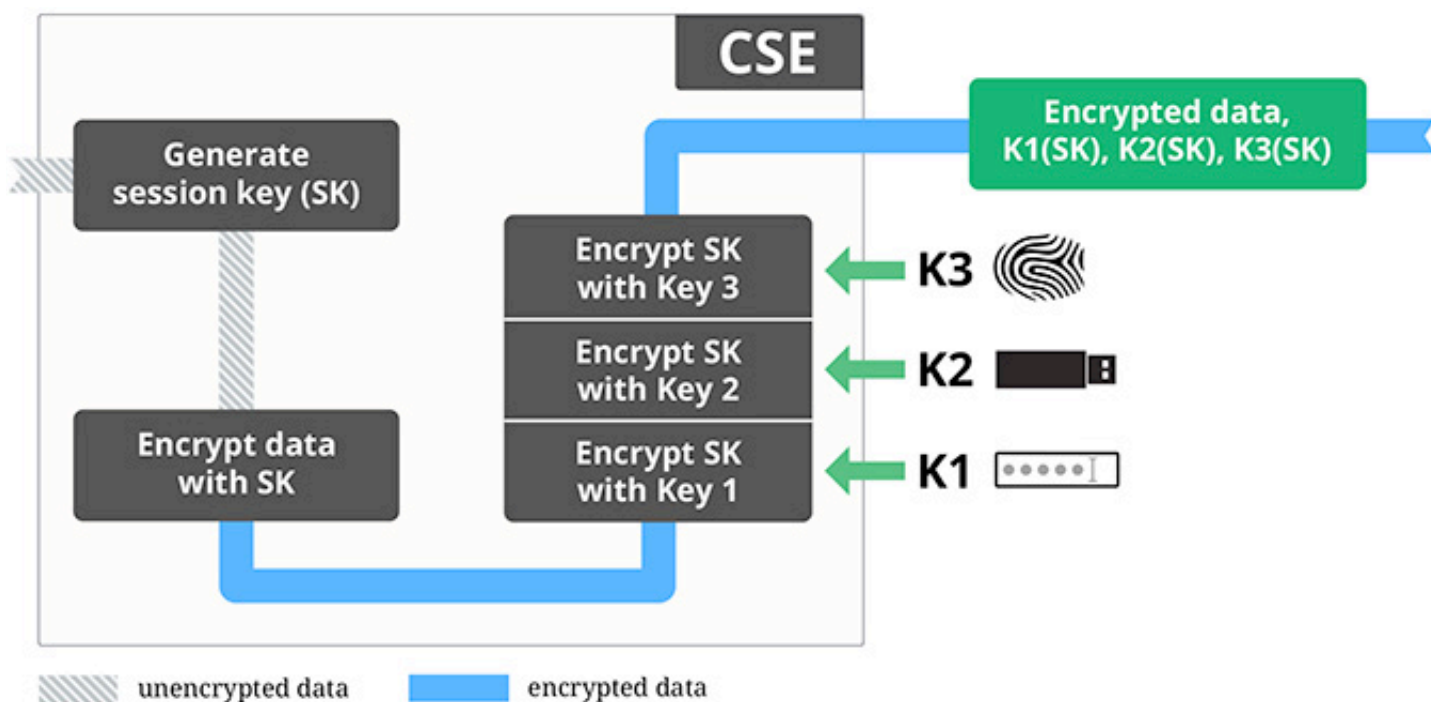 CSE
Generate
session key (SK)
Encrypt data
with SK
Encrypt SK
with Key 3
Encrypt SK
with Key 2
Encrypt SK
with Key 1
K3
K2
K1
Encrypted data,
K1(SK), K2(SK), K3(SK)
unencrypted data
encrypted data